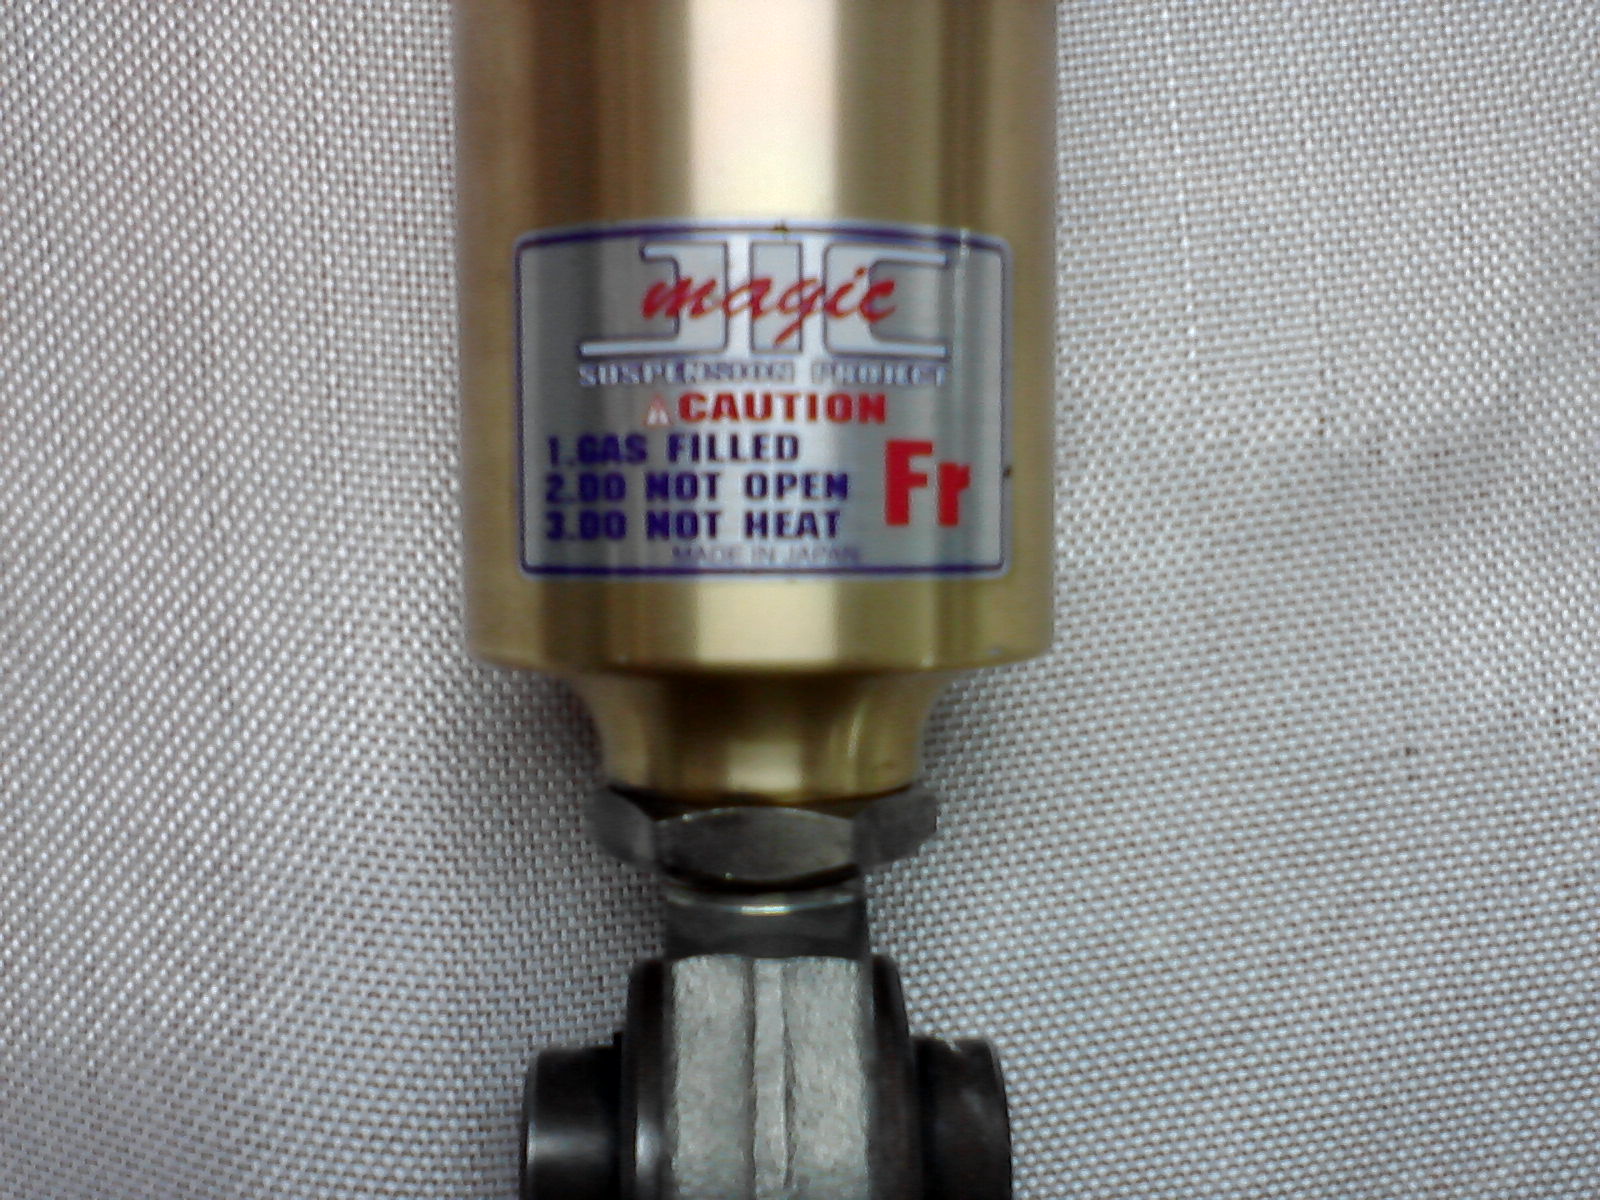 JIC
magic
SUSPENSION PROJECT
CAUTION
1.GAS FILLED
2.DO NOT OPEN
3.DO NOT HEAT
Fr
MADE IN JAPAN